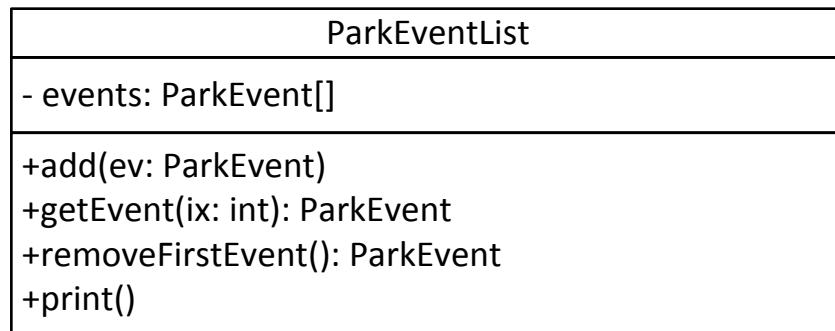 ParkEventList
- events: ParkEvent[]
+add(ev: ParkEvent)
+getEvent(ix: int): ParkEvent
+removeFirstEvent(): ParkEvent
+print()